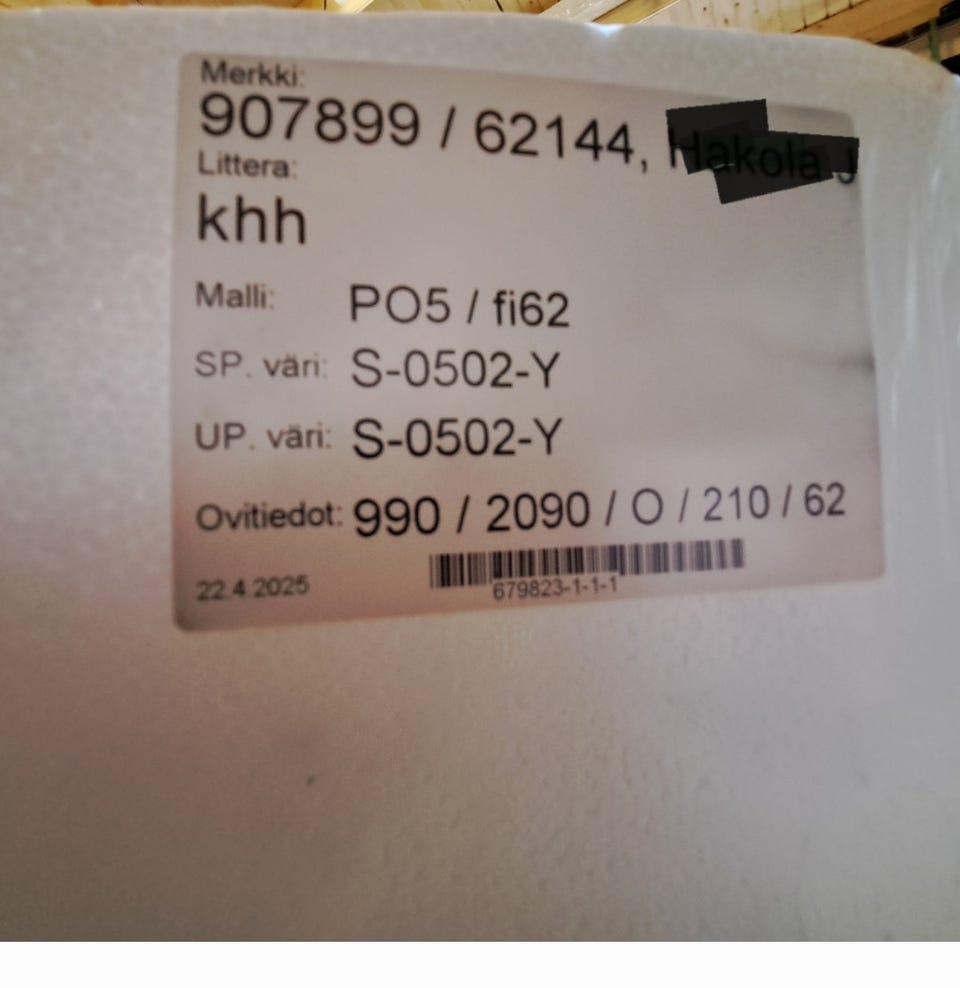 Merkki:
907899 / 62144, Hakola J
Littera:
khh
Malli: PO5 / fi62
SP. väri: S-0502-Y
UP. väri: S-0502-Y
Ovitiedot: 990 / 2090 / O / 210 / 62
22.4.2025
679823-1-1-1